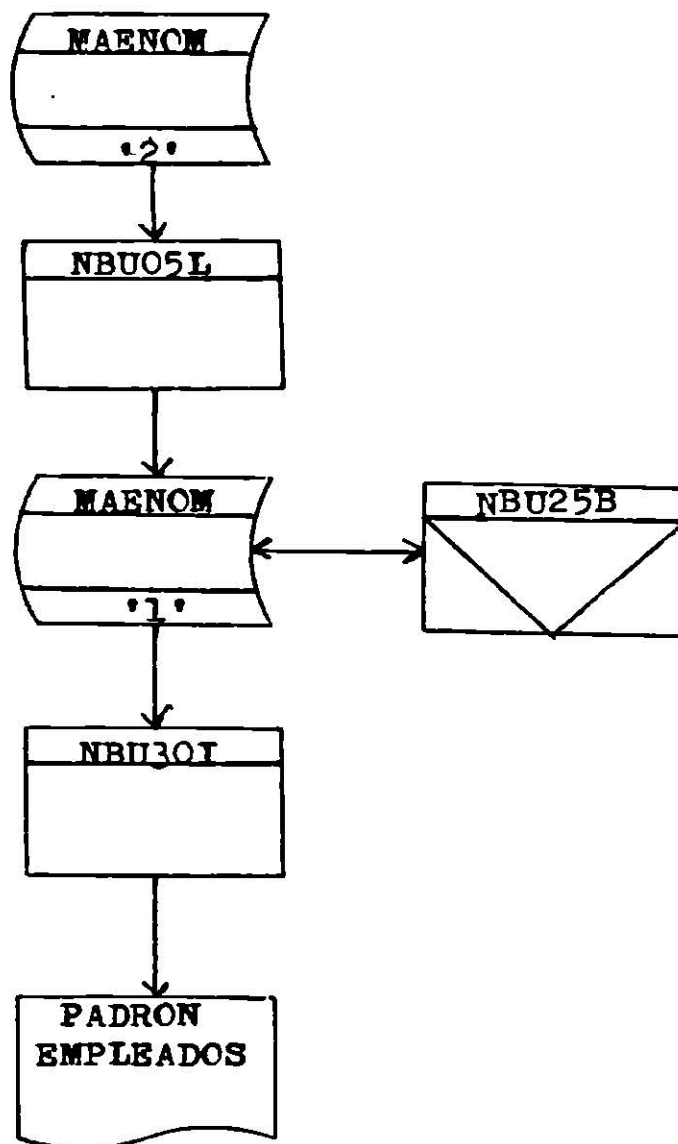 MAENOM
'2'
NBU05L
MAENOM
'1'
NBU25B
NBU30I
PADRON
EMPLEADOS